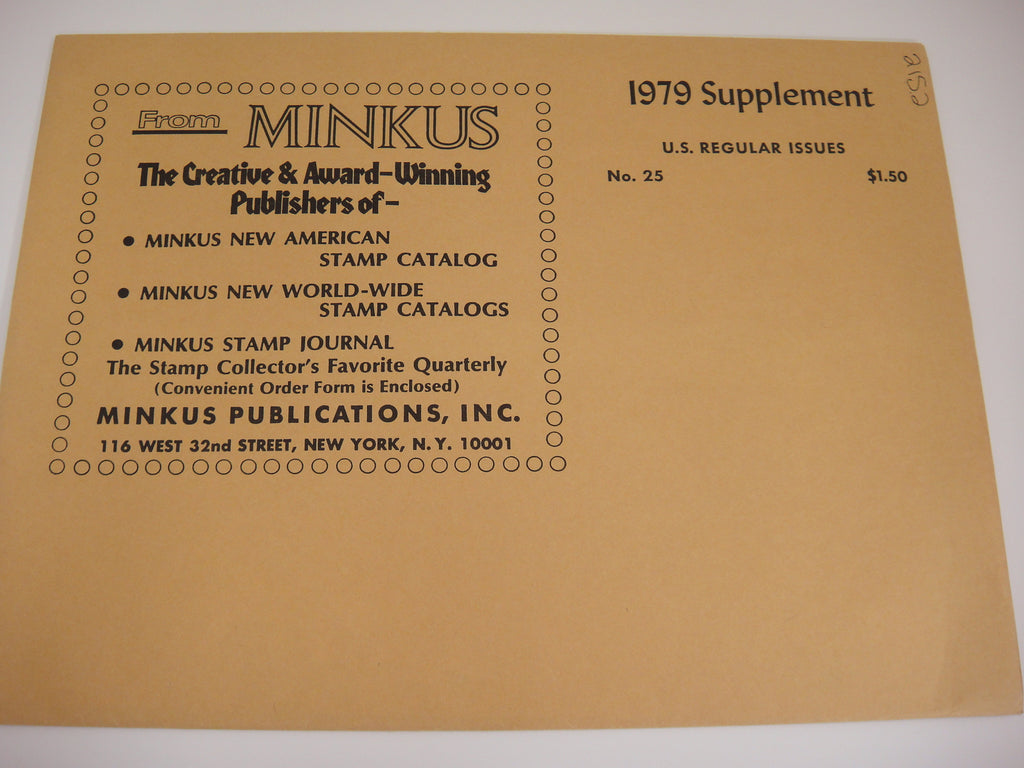 From MINKUS
The Creative & Award-Winning
Publishers of-
● MINKUS NEW AMERICAN
STAMP CATALOG
● MINKUS NEW WORLD-WIDE
STAMP CATALOGS
● MINKUS STAMP JOURNAL
The Stamp Collector's Favorite Quarterly
(Convenient Order Form is Enclosed)
MINKUS PUBLICATIONS, INC.
116 WEST 32nd STREET, NEW YORK, N.Y. 10001
1979 Supplement
U.S. REGULAR ISSUES
No. 25 $1.50